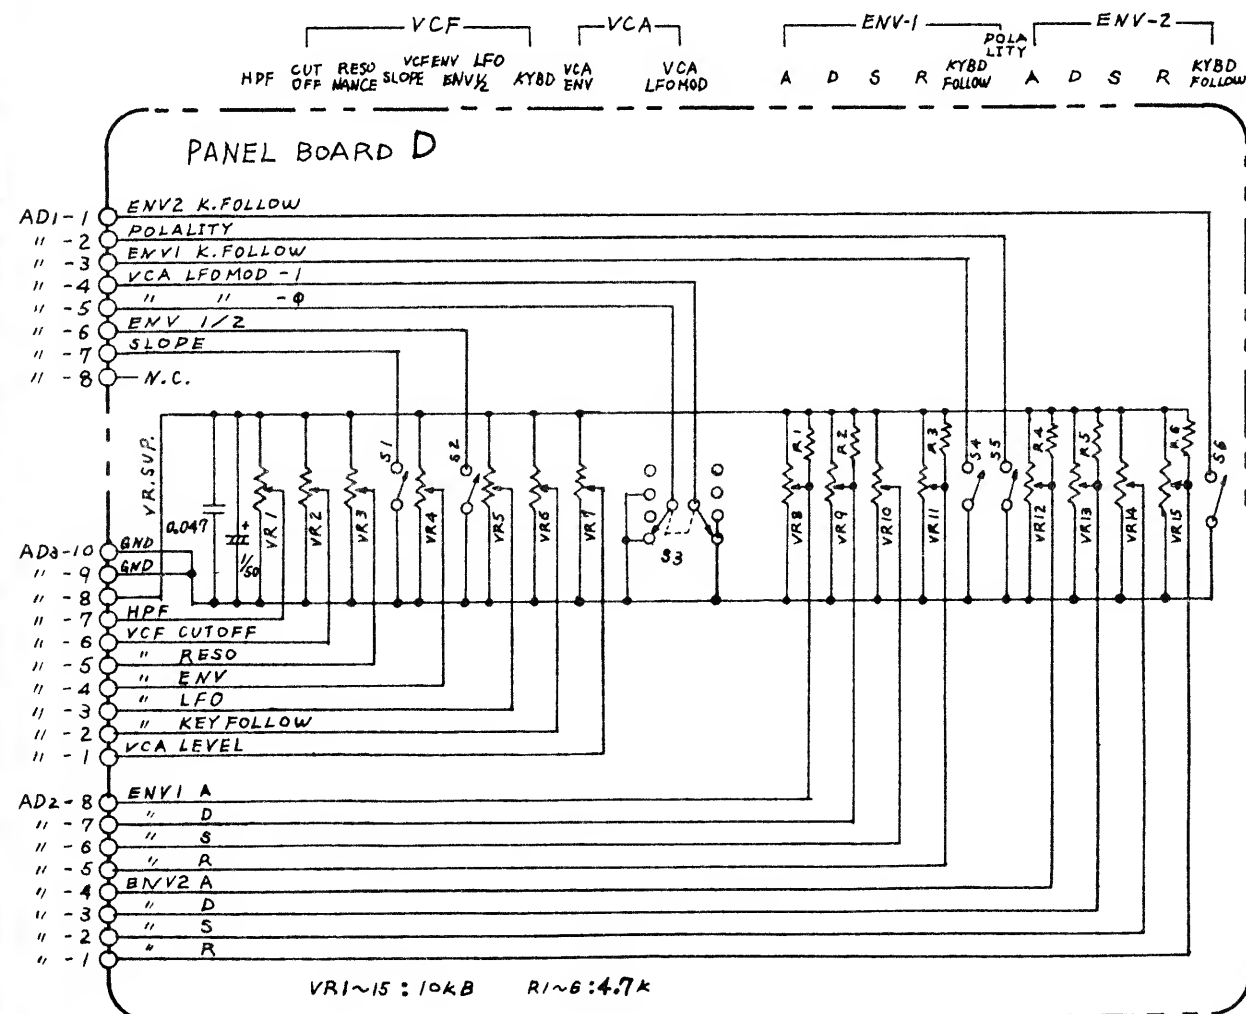 VCF VCA ENV-1 ENV-2
HPF CUT OFF RESO NANCE SLOPE VCFENV ENV1/2 LFO KYBD VCA ENV VCA LFOMOD A D S R KYBD FOLLOW POLA LITY A D S R KYBD FOLLOW
PANEL BOARD D
AD1-1 ENV2 K.FOLLOW
" -2 POLALITY
" -3 ENV1 K.FOLLOW
" -4 VCA LFOMOD -1
" -5 " " -0
" -6 ENV 1/2
" -7 SLOPE
" -8 N.C.
VR.SUP.
0.047
+
1/50
VR1 VR2 VR3 S1 VR4 S2 VR5 VR6 VR7 S3 VR8 R1 VR9 R2 VR10 VR11 R3 S4 S5 VR12 R4 VR13 R5 VR14 VR15 R6 S6
AD3-10 GND
" -9 GND
" -8
" -7 HPF
" -6 VCF CUTOFF
" -5 " RESO
" -4 " ENV
" -3 " LFO
" -2 " KEY FOLLOW
" -1 VCA LEVEL
AD2-8 ENV1 A
" -7 " D
" -6 " S
" -5 " R
" -4 ENV2 A
" -3 " D
" -2 " S
" -1 " R
VR1~15 : 10KB R1~6 : 4.7K